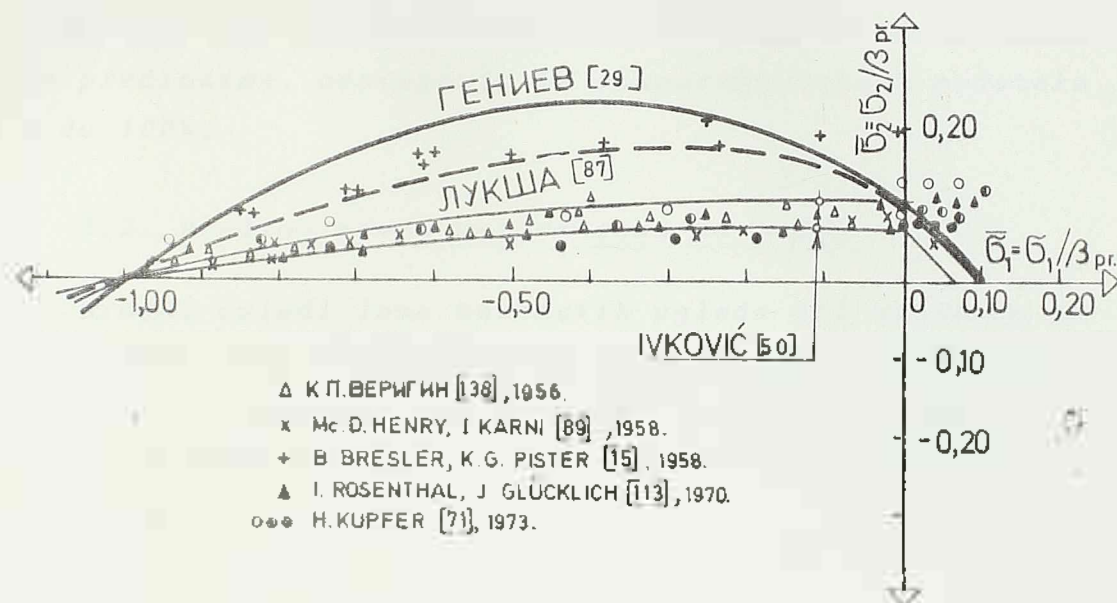 ГЕНИЕВ [29]
ЛУКША [87]
σ̄₂=σ₂/βpr.
0,20
σ̄₁=σ₁/βpr.
-1,00
-0,50
0
0,10
0,20
IVKOVIĆ [50]
-0,10
-0,20
△ К.П.ВЕРИГИН [138], 1956.
x Mc. D. HENRY, I KARNI [89], 1958.
+ B BRESLER, K.G. PISTER [15], 1958.
▲ I. ROSENTHAL, J GLÜCKLICH [113], 1970.
○◐● H. KUPFER [71], 1973.